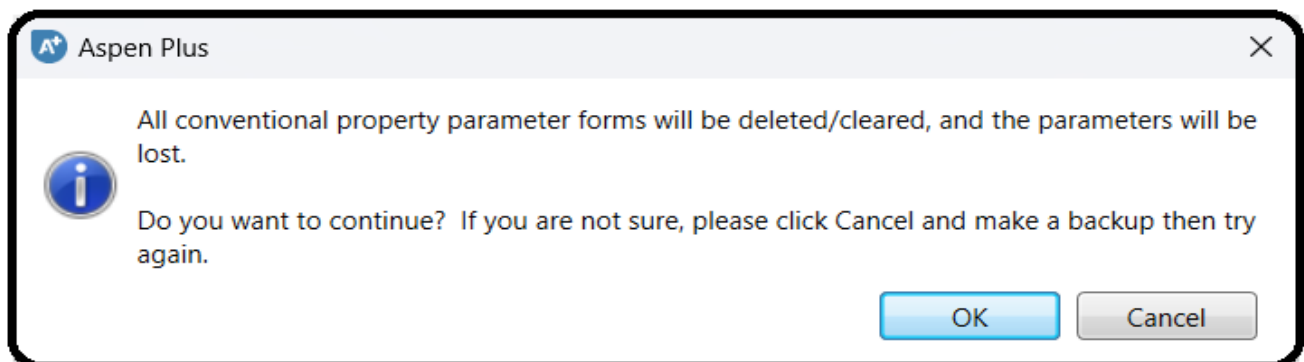 A+ Aspen Plus
All conventional property parameter forms will be deleted/cleared, and the parameters will be
lost.
Do you want to continue?  If you are not sure, please click Cancel and make a backup then try
again.
OK Cancel